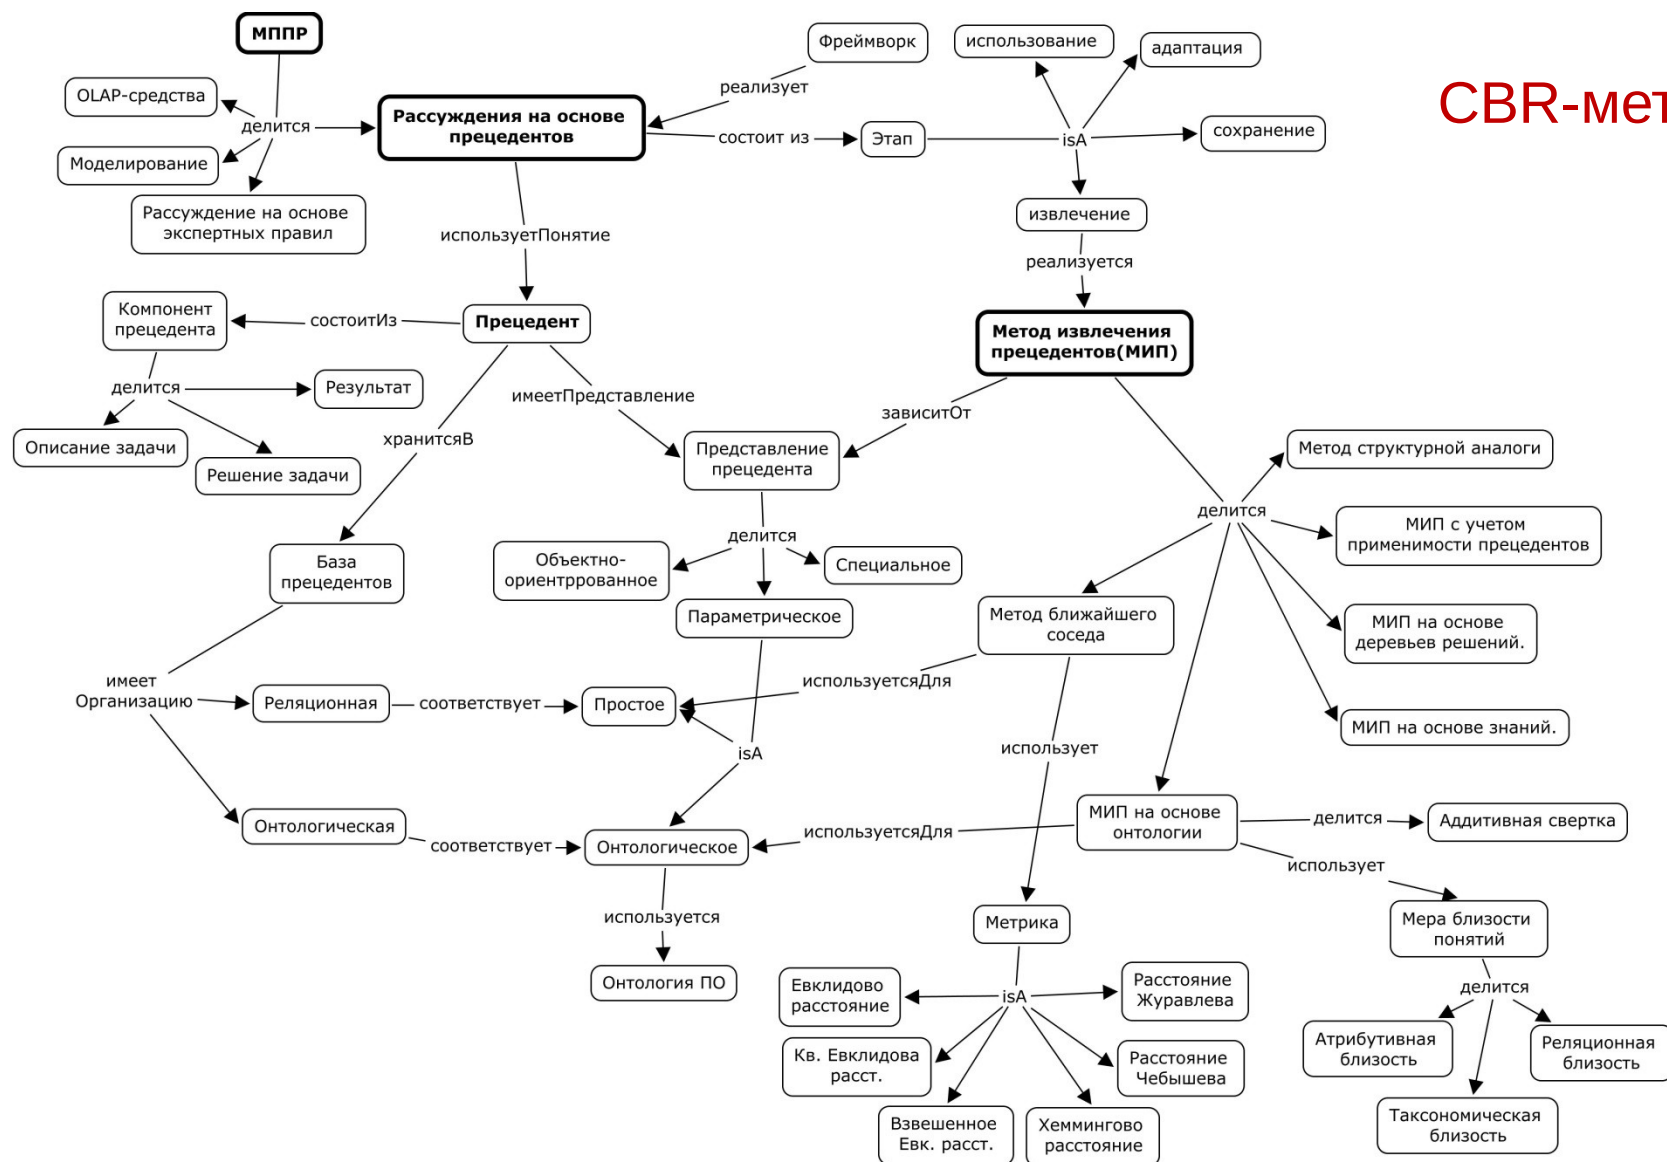 МППР
Фреймворк
использование
адаптация
CBR-мет
OLAP-средства
реализует
делится
Рассуждения на основе
прецедентов
состоит из
Этап
isA
сохранение
Моделирование
Рассуждение на основе
экспертных правил
извлечение
используетПонятие
реализуется
Компонент
прецедента
состоитИз
Прецедент
Метод извлечения
прецедентов(МИП)
делится
Результат
имеетПредставление
зависитОт
Описание задачи
хранитсяВ
Решение задачи
Представление
прецедента
Метод структурной аналоги
делится
МИП с учетом
применимости прецедентов
делится
База
прецедентов
Объектно-
ориентррованное
Специальное
Параметрическое
Метод ближайшего
соседа
МИП на основе
деревьев решений.
имеет
Организацию
Реляционная
соответствует
Простое
используетсяДля
МИП на основе знаний.
isA
использует
Онтологическая
соответствует
Онтологическое
используетсяДля
МИП на основе
онтологии
делится
Аддитивная свертка
использует
используется
Метрика
Мера близости
понятий
Онтология ПО
Евклидово
расстояние
isA
Расстояние
Журавлева
делится
Кв. Евклидова
расст.
Расстояние
Чебышева
Атрибутивная
близость
Реляционная
близость
Взвешенное
Евк. расст.
Хеммингово
расстояние
Таксономическая
близость